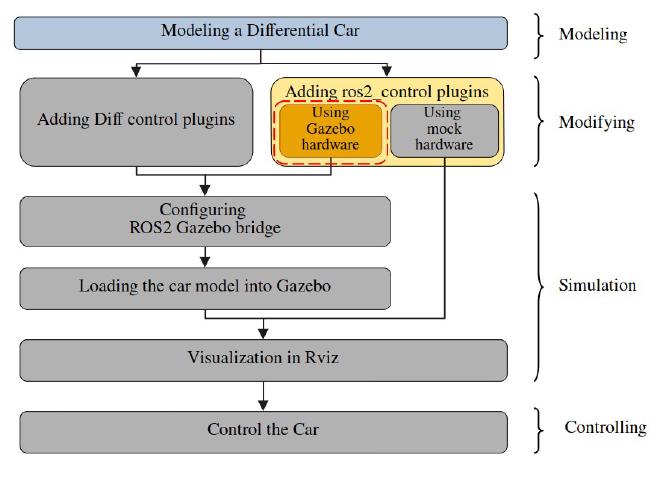 Modeling a Differential Car
Modeling
Adding Diff control plugins
Adding ros2_control plugins
Using
Gazebo
hardware
Using
mock
hardware
Modifying
Configuring
ROS2 Gazebo bridge
Loading the car model into Gazebo
Simulation
Visualization in Rviz
Control the Car
Controlling